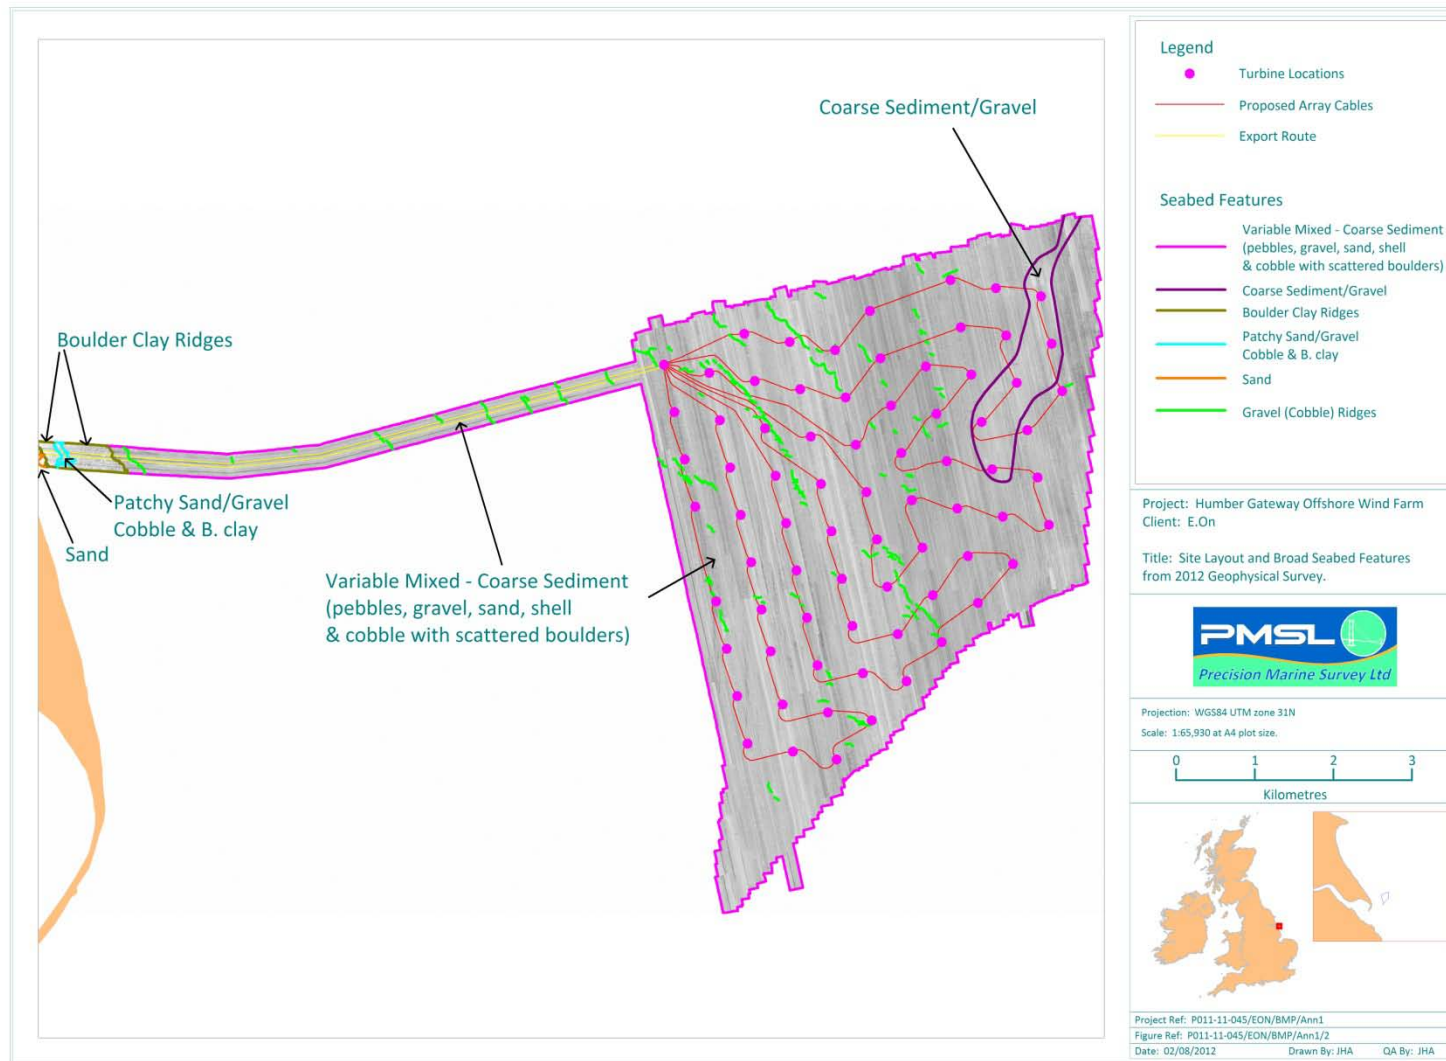 Coarse Sediment/Gravel
Boulder Clay Ridges
Patchy Sand/Gravel
Cobble & B. clay
Sand
Variable Mixed - Coarse Sediment
(pebbles, gravel, sand, shell
& cobble with scattered boulders)
Legend
Turbine Locations
Proposed Array Cables
Export Route
Seabed Features
Variable Mixed - Coarse Sediment
(pebbles, gravel, sand, shell
& cobble with scattered boulders)
Coarse Sediment/Gravel
Boulder Clay Ridges
Patchy Sand/Gravel
Cobble & B. clay
Sand
Gravel (Cobble) Ridges
Project: Humber Gateway Offshore Wind Farm
Client: E.On
Title: Site Layout and Broad Seabed Features
from 2012 Geophysical Survey.
PMSL
Precision Marine Survey Ltd
Projection: WGS84 UTM zone 31N
Scale: 1:65,930 at A4 plot size.
0 1 2 3
Kilometres
Project Ref: P011-11-045/EON/BMP/Ann1
Figure Ref: P011-11-045/EON/BMP/Ann1/2
Date: 02/08/2012 Drawn By: JHA QA By: JHA